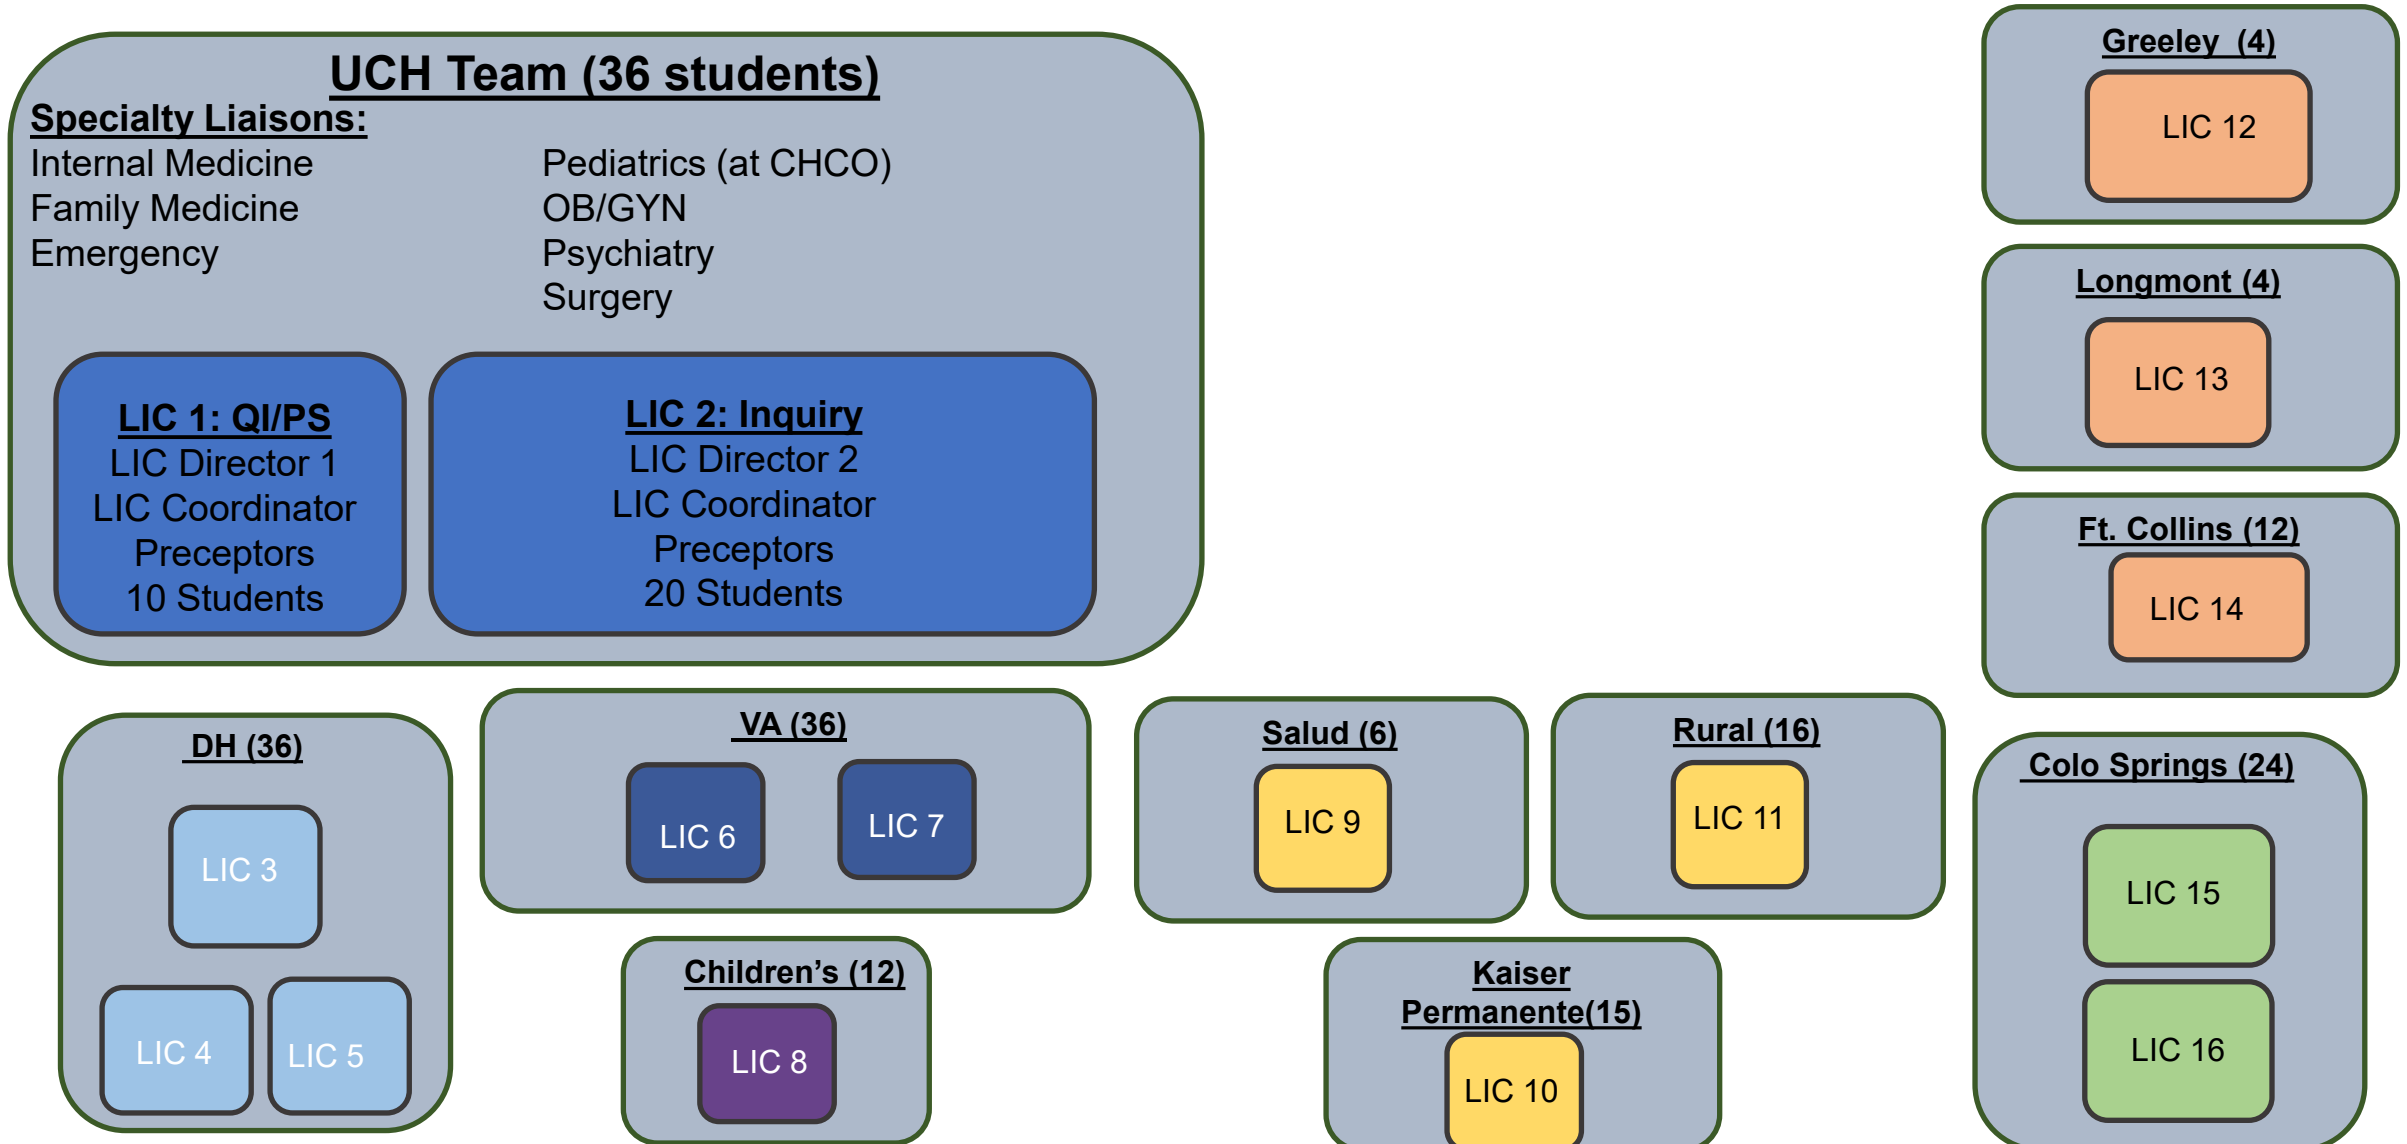 UCH Team (36 students)
Specialty Liaisons:
Internal Medicine
Family Medicine
Emergency
Pediatrics (at CHCO)
OB/GYN
Psychiatry
Surgery
LIC 1: QI/PS
LIC Director 1
LIC Coordinator
Preceptors
10 Students
LIC 2: Inquiry
LIC Director 2
LIC Coordinator
Preceptors
20 Students
Greeley (4)
LIC 12
Longmont (4)
LIC 13
Ft. Collins (12)
LIC 14
DH (36)
LIC 3
LIC 4
LIC 5
VA (36)
LIC 6
LIC 7
Children’s (12)
LIC 8
Salud (6)
LIC 9
Rural (16)
LIC 11
Kaiser
Permanente(15)
LIC 10
Colo Springs (24)
LIC 15
LIC 16